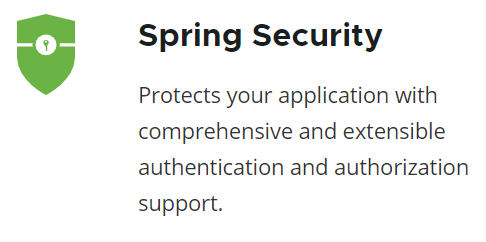 Spring Security
Protects your application with
comprehensive and extensible
authentication and authorization
support.